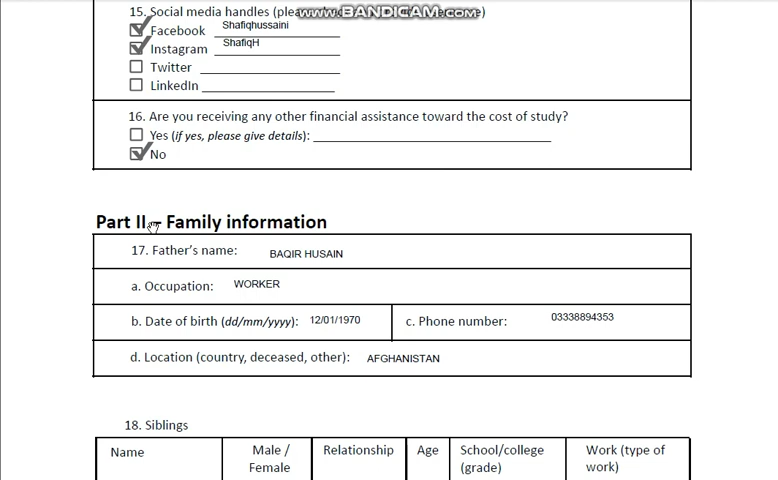 15. Social media handles (ple
www.BANDICAM.com
Facebook Shafiqhussaini
Instagram ShafiqH
Twitter
LinkedIn
16. Are you receiving any other financial assistance toward the cost of study?
Yes (if yes, please give details):
No
Part II – Family information
17. Father's name: BAQIR HUSAIN
a. Occupation: WORKER
b. Date of birth (dd/mm/yyyy): 12/01/1970 c. Phone number: 03338894353
d. Location (country, deceased, other): AFGHANISTAN
18. Siblings
Name Male / Female Relationship Age School/college (grade) Work (type of work)